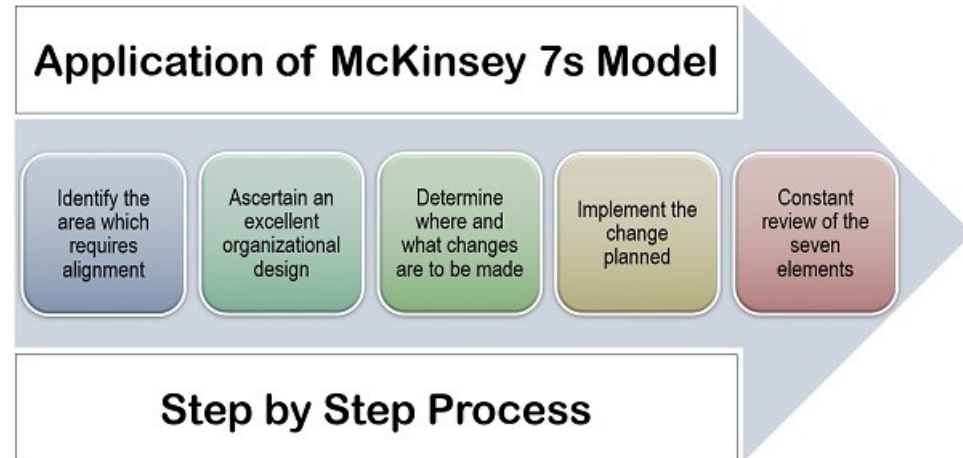 Application of McKinsey 7s Model
Identify the
area which
requires
alignment
Ascertain an
excellent
organizational
design
Determine
where and
what changes
are to be made
Implement the
change
planned
Constant
review of the
seven
elements
Step by Step Process